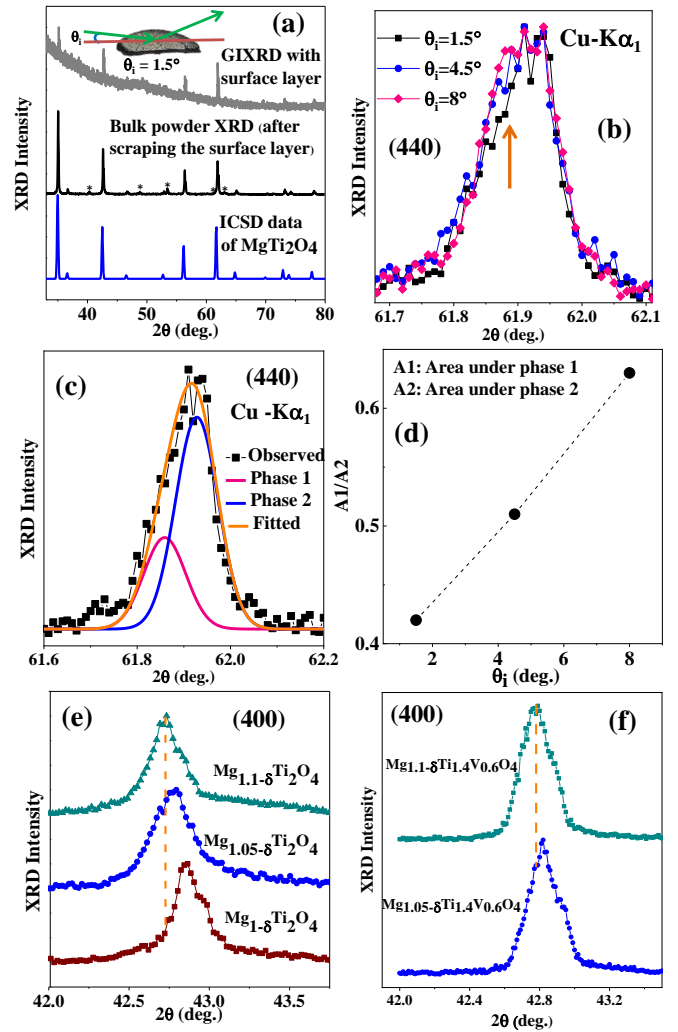 (a)
θi
θi = 1.5°
GIXRD with
surface layer
Bulk powder XRD (after
scraping the surface layer)
* * * * *
ICSD data
of MgTi2O4
XRD Intensity
40 50 60 70 80
2θ (deg.)
θi=1.5°
θi=4.5°
θi=8°
Cu-Kα1
(b)
(440)
XRD Intensity
61.7 61.8 61.9 62.0 62.1
2θ (deg.)
(c)
(440)
Cu -Kα1
Observed
Phase 1
Phase 2
Fitted
XRD Intensity
61.6 61.8 62.0 62.2
2θ (deg.)
A1: Area under phase 1
A2: Area under phase 2
(d)
A1/A2
0.6
0.4
2 4 6 8
θi (deg.)
(e)
(400)
Mg1.1-δTi2O4
Mg1.05-δTi2O4
Mg1-δTi2O4
XRD Intensity
42.0 42.5 43.0 43.5
2θ (deg.)
(400)
(f)
Mg1.1-δTi1.4V0.6O4
Mg1.05-δTi1.4V0.6O4
XRD Intensity
42.0 42.4 42.8 43.2
2θ (deg.)